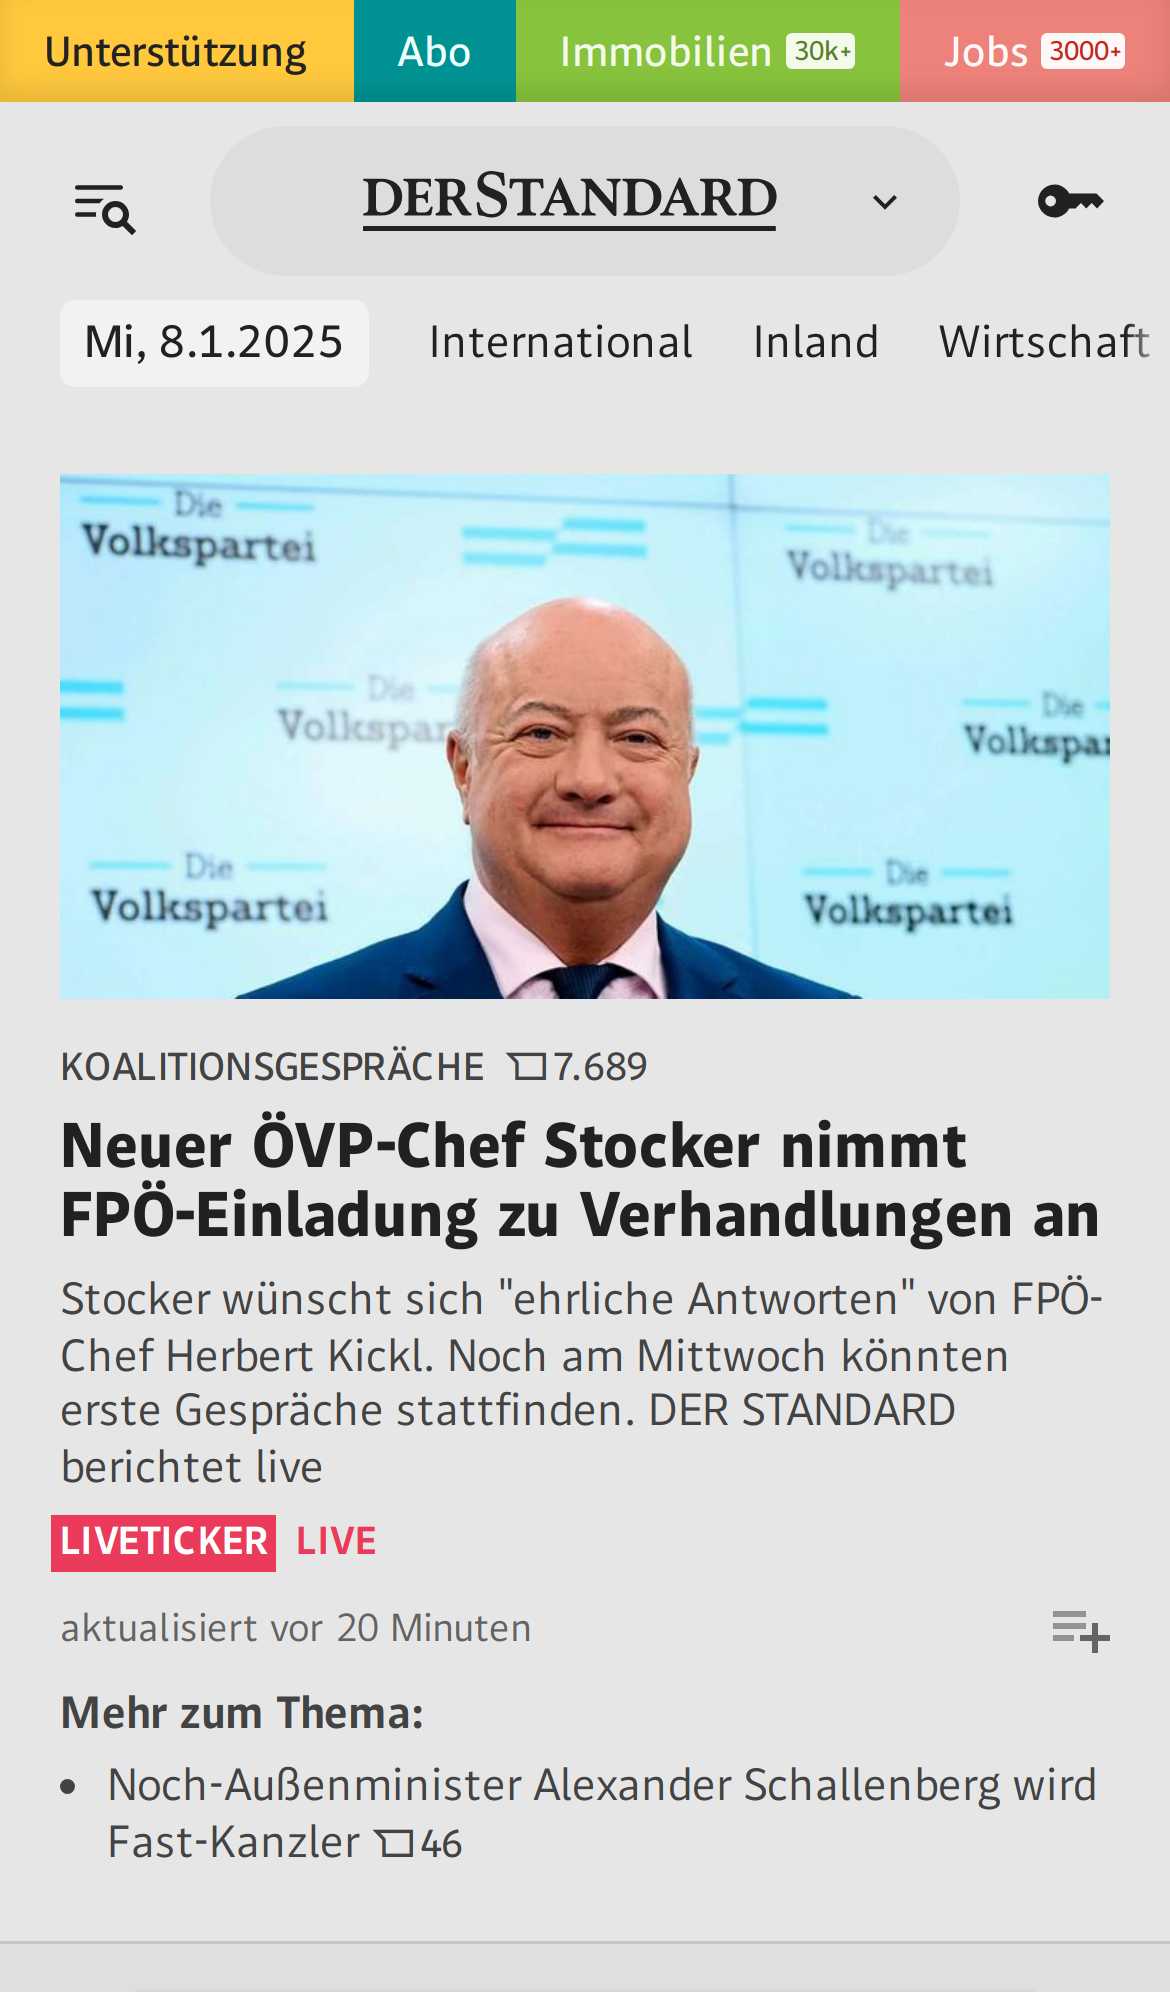 Unterstützung Abo Immobilien 30k+ Jobs 3000+
DERSTANDARD
Mi, 8.1.2025 International Inland Wirtschaft
Die
Volkspartei
Die
Volkspartei
Die
Volkspar
Die
Volkspar
Die
Volkspartei
Die
Volkspartei
KOALITIONSGESPRÄCHE 7.689
Neuer ÖVP-Chef Stocker nimmt
FPÖ-Einladung zu Verhandlungen an
Stocker wünscht sich "ehrliche Antworten" von FPÖ-
Chef Herbert Kickl. Noch am Mittwoch könnten
erste Gespräche stattfinden. DER STANDARD
berichtet live
LIVETICKER LIVE
aktualisiert vor 20 Minuten
Mehr zum Thema:
• Noch-Außenminister Alexander Schallenberg wird
Fast-Kanzler 46